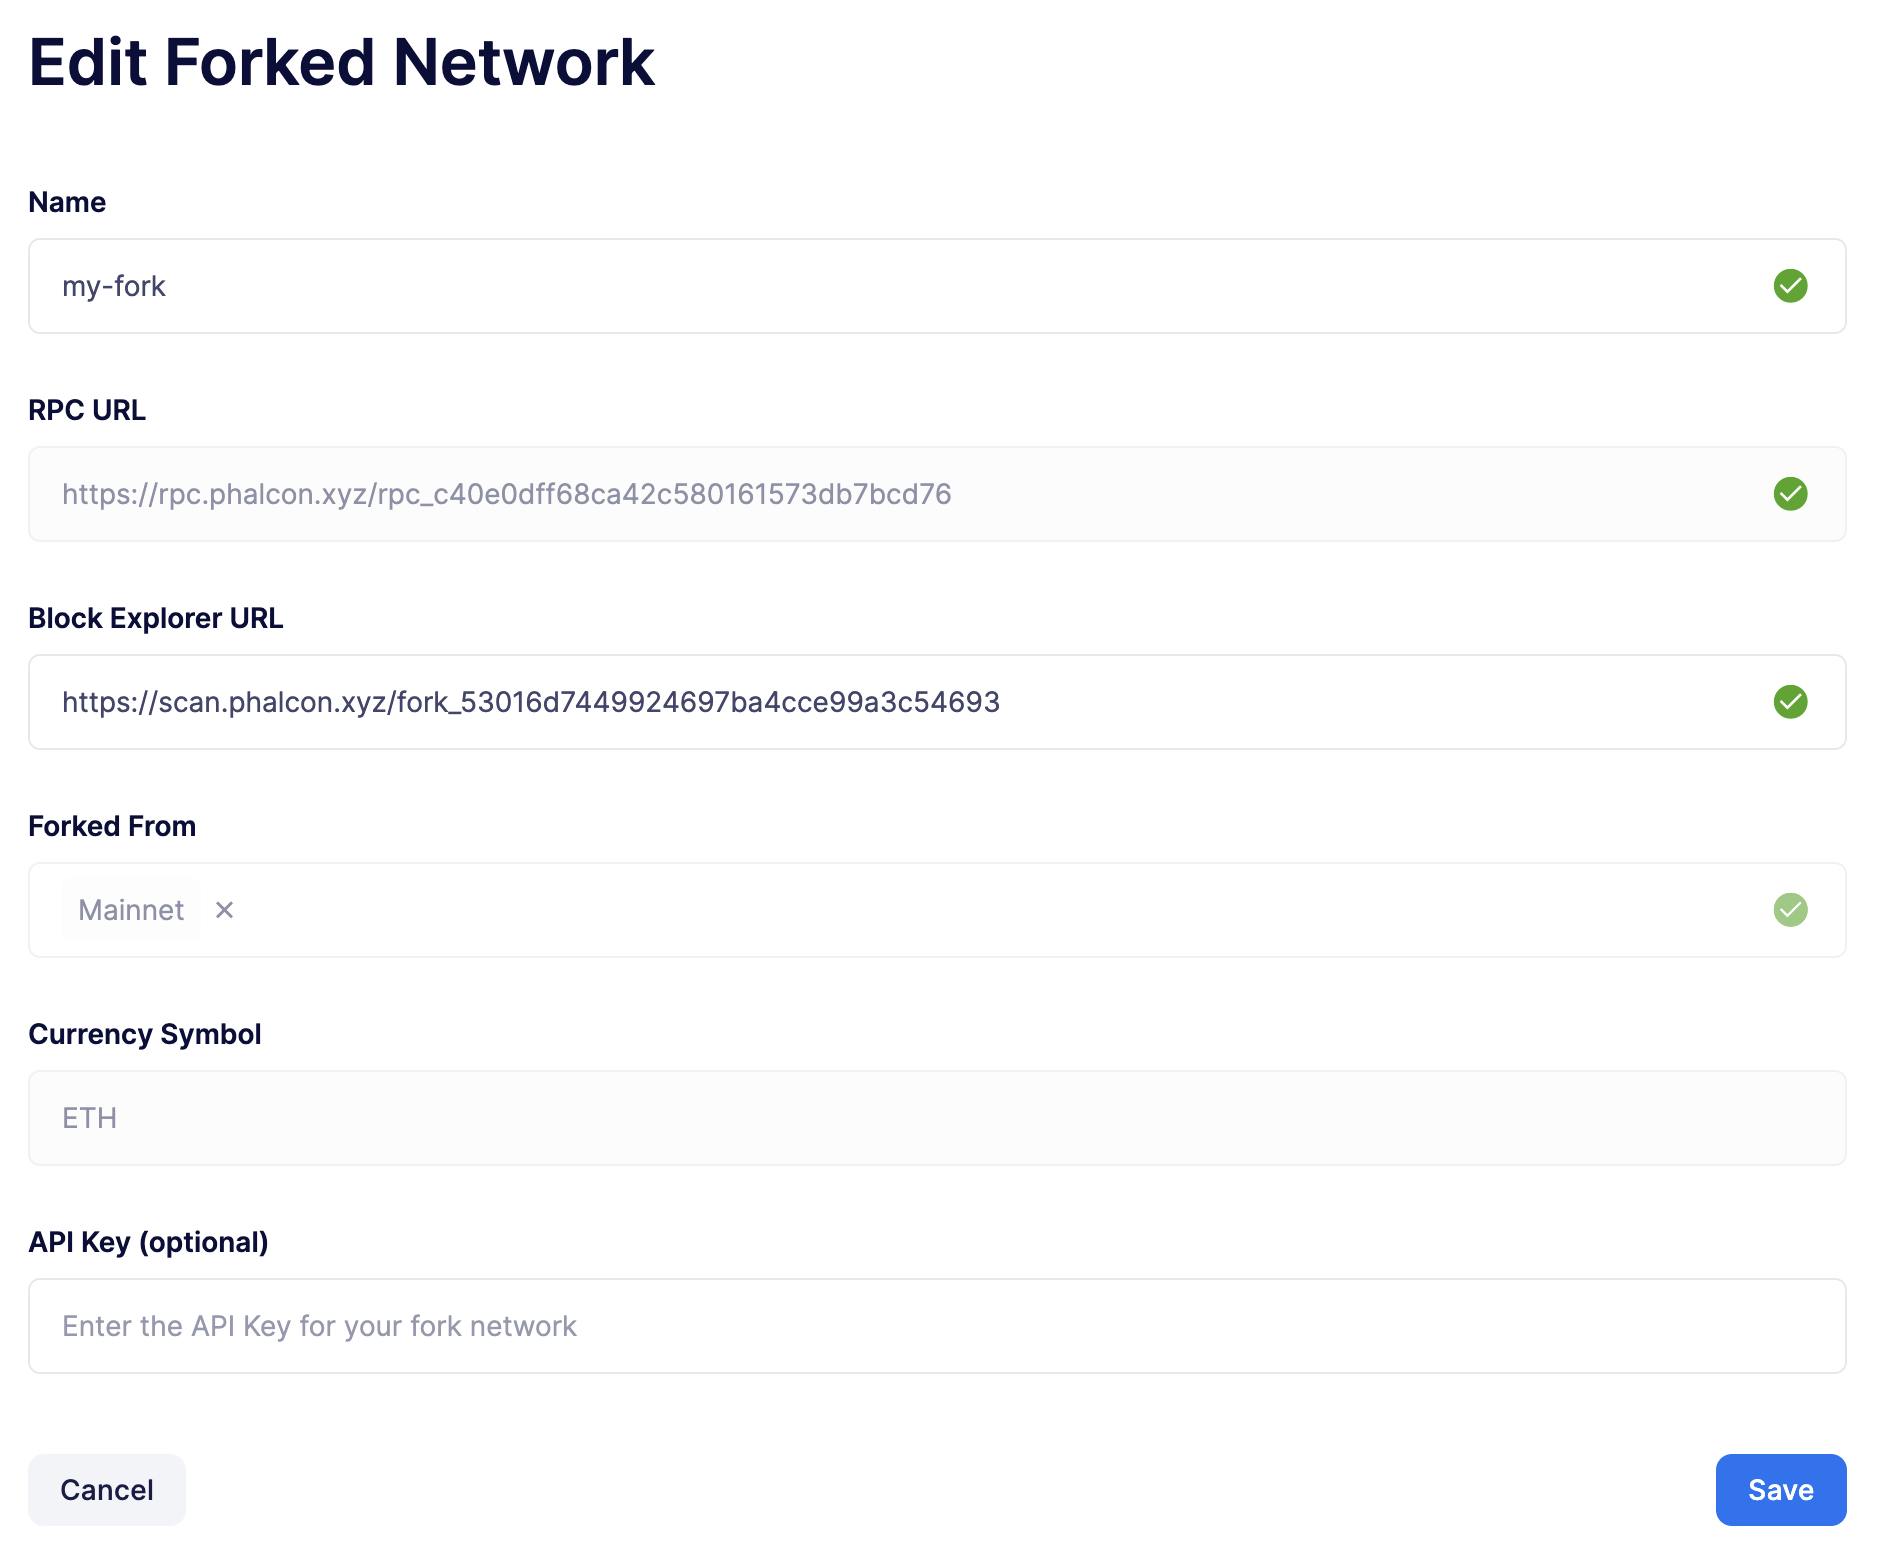 Edit Forked Network
Name
my-fork
RPC URL
https://rpc.phalcon.xyz/rpc_c40e0dff68ca42c580161573db7bcd76
Block Explorer URL
https://scan.phalcon.xyz/fork_53016d7449924697ba4cce99a3c54693
Forked From
Mainnet
Currency Symbol
ETH
API Key (optional)
Enter the API Key for your fork network
Cancel
Save